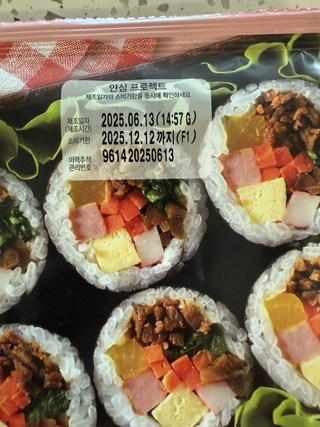 안심 프로젝트
제조일자와 소비기한을 동시에 확인하세요
제조일자 2025.06.13(14:57 G)
(제조시간)
소비기한 2025.12.12 까지(F1)
이력추적 961420250613
관리번호